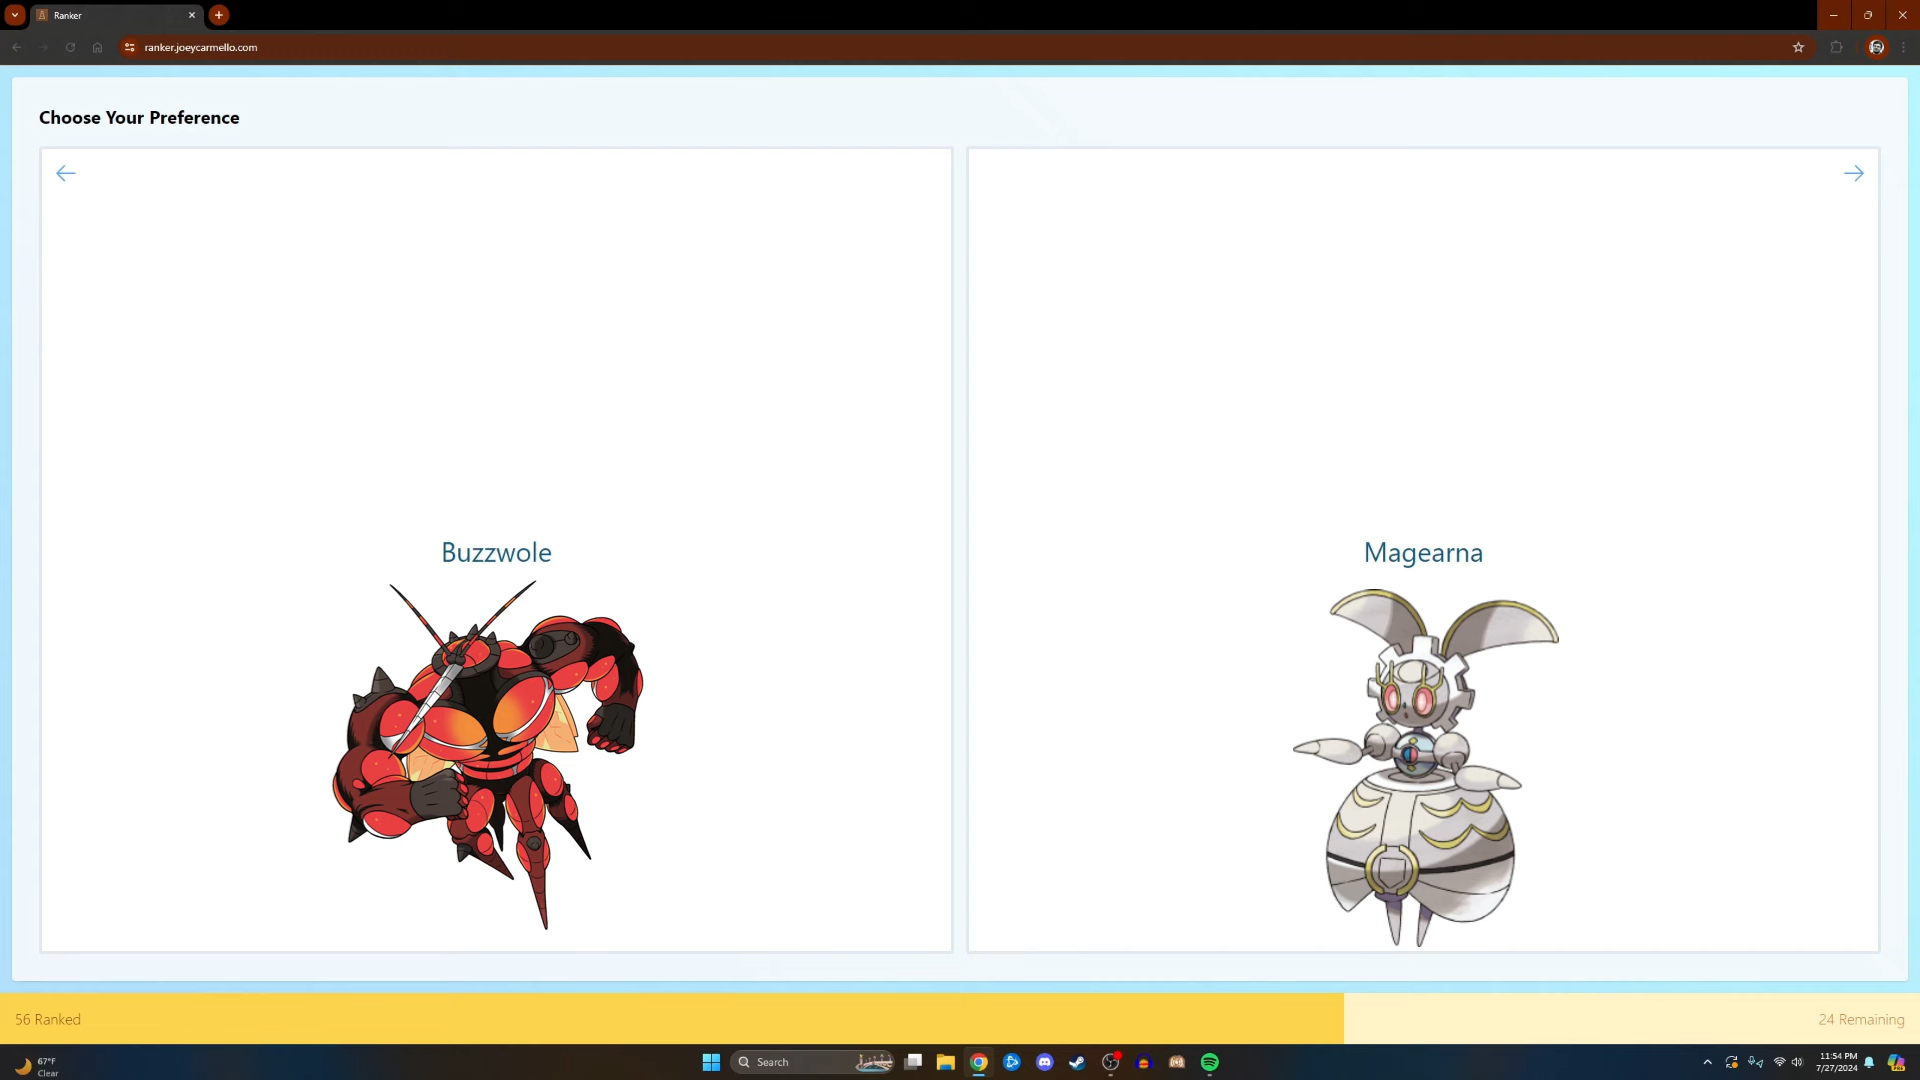 Ranker
ranker.joeycarmello.com
Choose Your Preference
Buzzwole
Magearna
56 Ranked
24 Remaining
67°F
Clear
Search
11:54 PM
7/27/2024
PRE